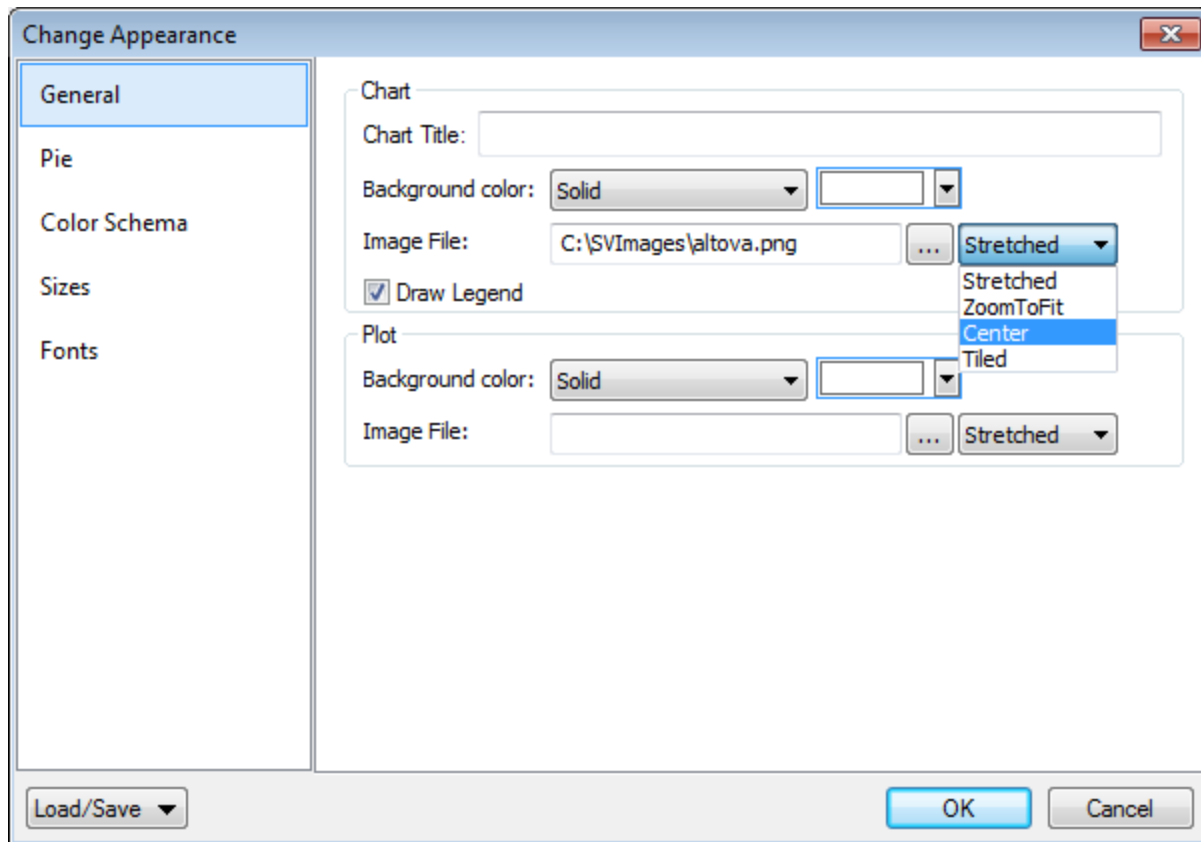 Change Appearance
General
Pie
Color Schema
Sizes
Fonts
Chart
Chart Title:
Background color: Solid
Image File: C:\SVImages\altova.png ... Stretched
Stretched
ZoomToFit
Center
Tiled
Draw Legend
Plot
Background color: Solid
Image File: ... Stretched
Load/Save OK Cancel